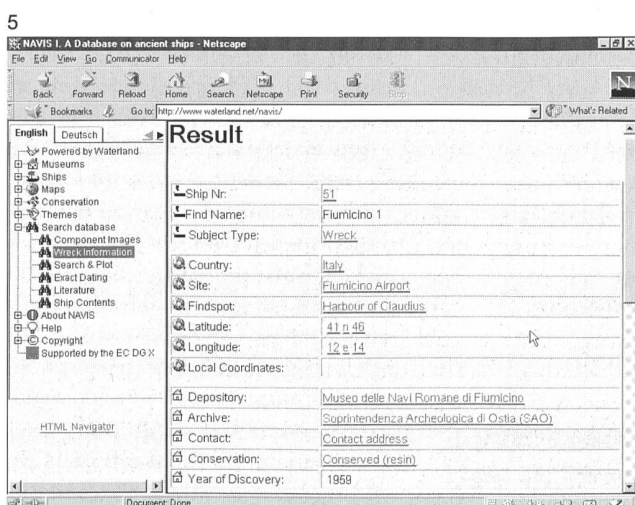 5
NAVIS I. A Database on ancient ships - Netscape
File Edit View Go Communicator Help
Back Forward Reload Home Search Netscape Print Security Stop
Bookmarks Go to: http://www.waterland.net/navis/ What's Related
English Deutsch
Powered by Waterland
Museums
Ships
Maps
Conservation
Themes
Search database
Component Images
Wreck Information
Search & Plot
Exact Dating
Literature
Ship Contents
About NAVIS
Help
Copyright
Supported by the EC DG X
HTML Navigator
Result
Ship Nr: 51
Find Name: Fiumicino 1
Subject Type: Wreck
Country: Italy
Site: Fiumicino Airport
Findspot: Harbour of Claudius
Latitude: 41 n 46
Longitude: 12 e 14
Local Coordinates:
Depository: Museo delle Navi Romane di Fiumicino
Archive: Soprintendenza Archeologica di Ostia (SAO)
Contact: Contact address
Conservation: Conserved (resin)
Year of Discovery: 1959
Document: Done